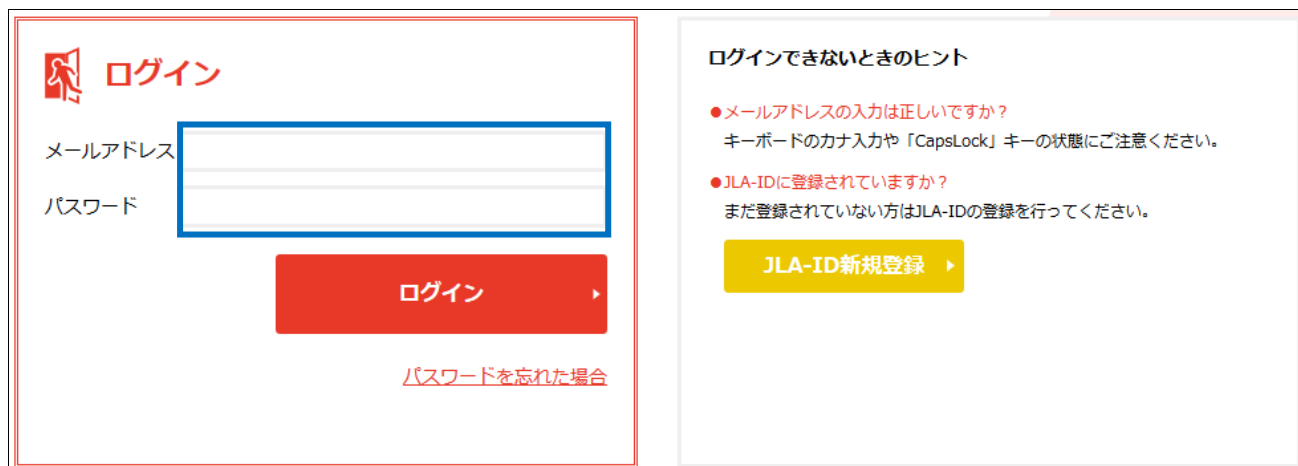 ログイン
メールアドレス
パスワード
ログイン
パスワードを忘れた場合
ログインできないときのヒント
●メールアドレスの入力は正しいですか？
キーボードのカナ入力や「CapsLock」キーの状態にご注意ください。
●JLA-IDに登録されていますか？
まだ登録されていない方はJLA-IDの登録を行ってください。
JLA-ID新規登録